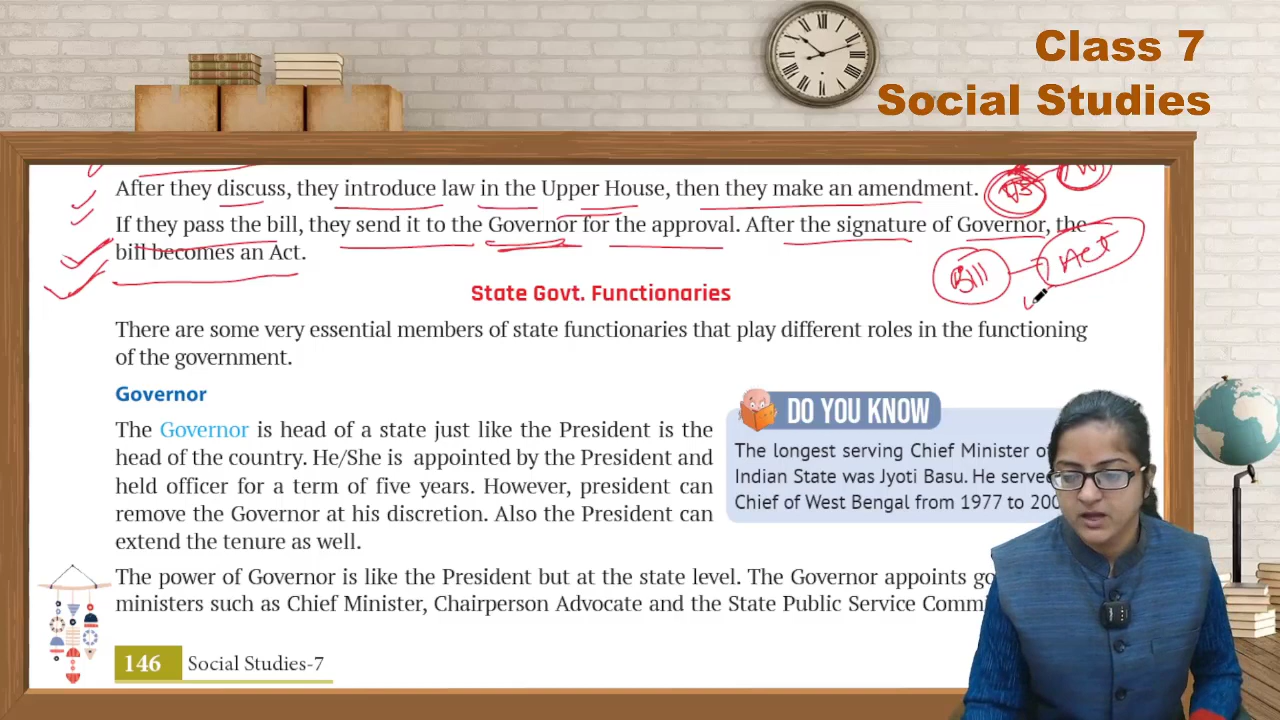 Class 7
Social Studies
After they discuss, they introduce law in the Upper House, then they make an amendment.
If they pass the bill, they send it to the Governor for the approval. After the signature of Governor, the
bill becomes an Act.
Bill
Act
State Govt. Functionaries
There are some very essential members of state functionaries that play different roles in the functioning
of the government.
Governor
The Governor is head of a state just like the President is the
head of the country. He/She is appointed by the President and
held officer for a term of five years. However, president can
remove the Governor at his discretion. Also the President can
extend the tenure as well.
DO YOU KNOW
The longest serving Chief Minister
Indian State was Jyoti Basu. He served
Chief of West Bengal from 1977 to
The power of Governor is like the President but at the state level. The Governor appoints
ministers such as Chief Minister, Chairperson Advocate and the State Public Service
146 Social Studies-7